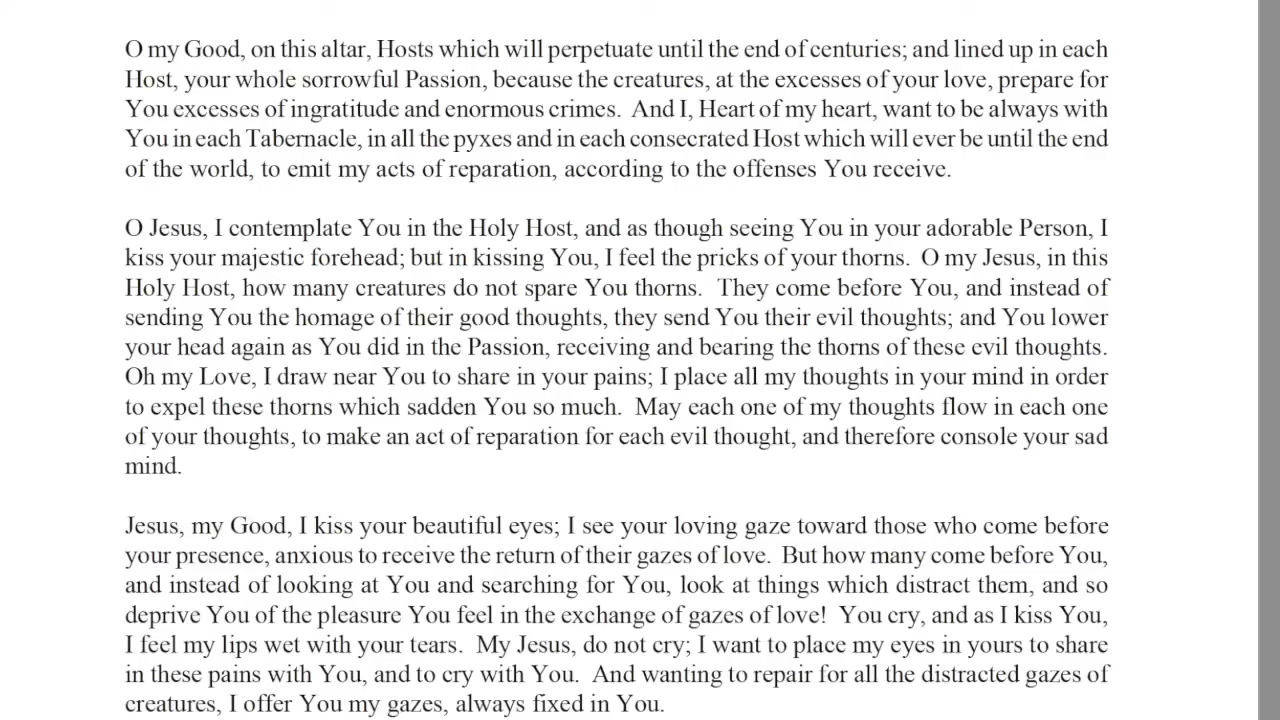 O my Good, on this altar, Hosts which will perpetuate until the end of centuries; and lined up in each
Host, your whole sorrowful Passion, because the creatures, at the excesses of your love, prepare for
You excesses of ingratitude and enormous crimes.  And I, Heart of my heart, want to be always with
You in each Tabernacle, in all the pyxes and in each consecrated Host which will ever be until the end
of the world, to emit my acts of reparation, according to the offenses You receive.

O Jesus, I contemplate You in the Holy Host, and as though seeing You in your adorable Person, I
kiss your majestic forehead; but in kissing You, I feel the pricks of your thorns.  O my Jesus, in this
Holy Host, how many creatures do not spare You thorns.  They come before You, and instead of
sending You the homage of their good thoughts, they send You their evil thoughts; and You lower
your head again as You did in the Passion, receiving and bearing the thorns of these evil thoughts.
Oh my Love, I draw near You to share in your pains; I place all my thoughts in your mind in order
to expel these thorns which sadden You so much.  May each one of my thoughts flow in each one
of your thoughts, to make an act of reparation for each evil thought, and therefore console your sad
mind.

Jesus, my Good, I kiss your beautiful eyes; I see your loving gaze toward those who come before
your presence, anxious to receive the return of their gazes of love.  But how many come before You,
and instead of looking at You and searching for You, look at things which distract them, and so
deprive You of the pleasure You feel in the exchange of gazes of love!  You cry, and as I kiss You,
I feel my lips wet with your tears.  My Jesus, do not cry; I want to place my eyes in yours to share
in these pains with You, and to cry with You.  And wanting to repair for all the distracted gazes of
creatures, I offer You my gazes, always fixed in You.